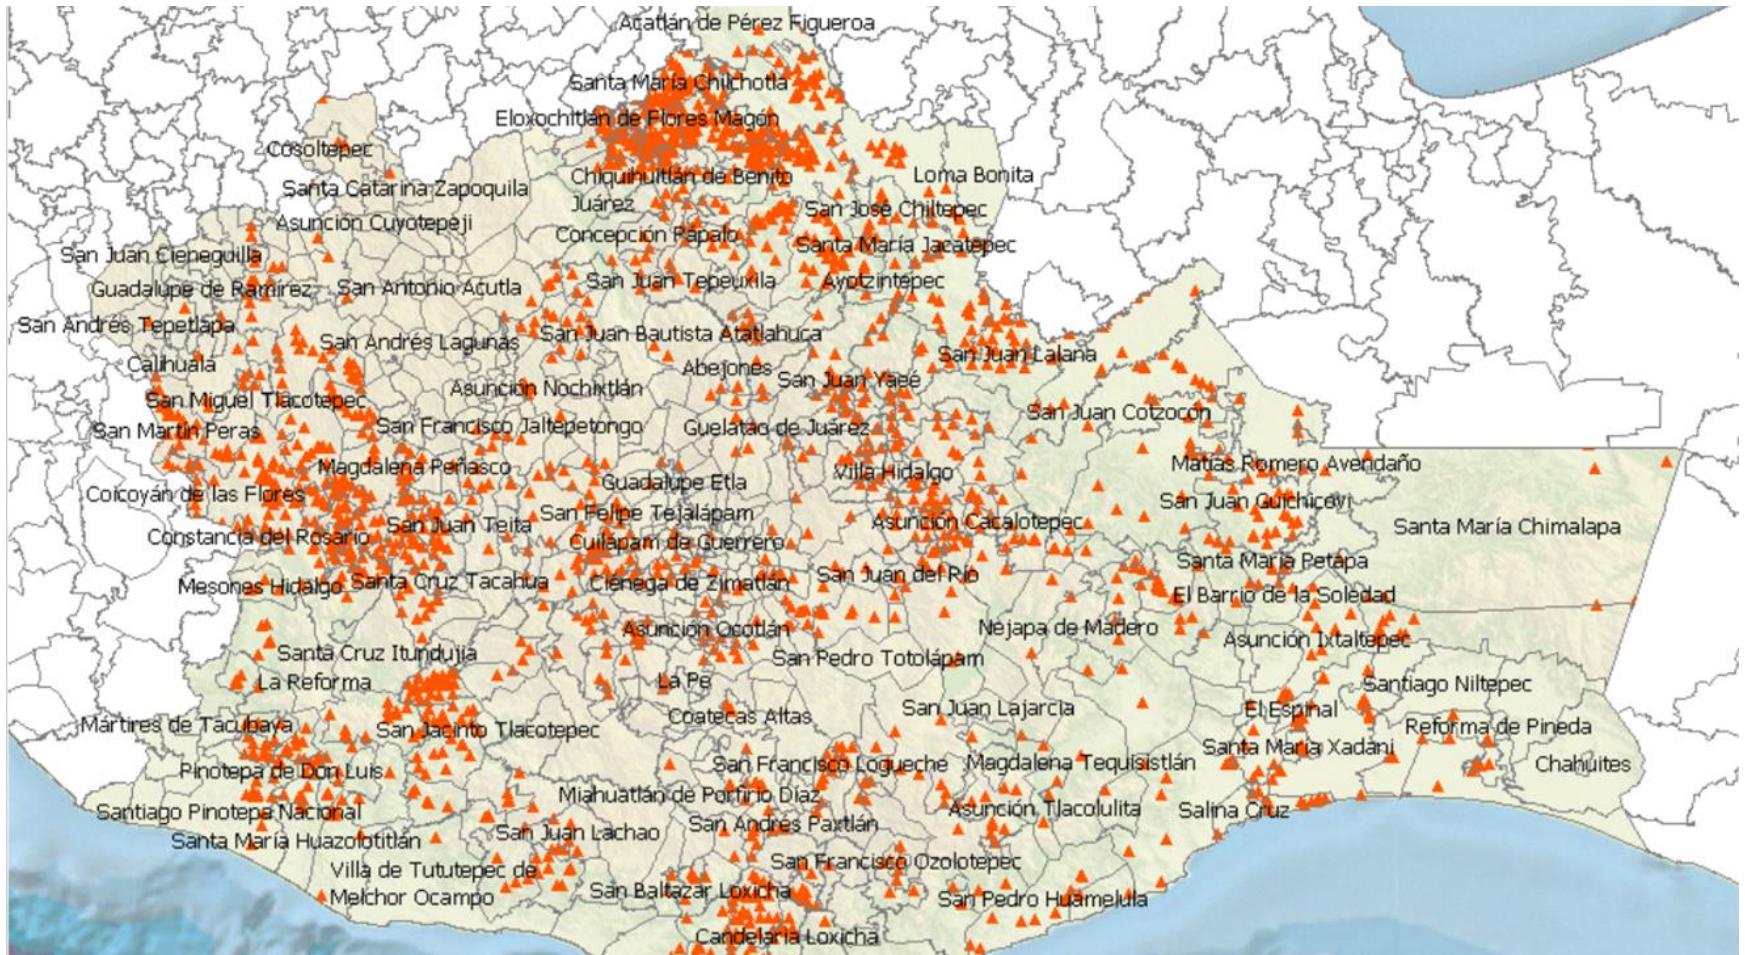 Acatlán de Pérez Figueroa
Santa María Chilchotla
Eloxochitlán de Flores Magón
Cosoltepec
Chiquihuitlán de Benito
Juárez
Loma Bonita
Santa Catarina Zapoquila
San José Chiltepec
Asunción Cuyotepeji
Concepción Pápalo
Santa María Jacatepec
San Juan Cieneguilla
San Juan Tepeuxila
Ayotzintepec
Guadalupe de Ramírez
San Antonio Acutla
San Andrés Tepetlapa
San Juan Bautista Atatlahuca
San Andrés Lagunas
San Juan Lalana
Calihualá
Abejones
San Juan Yaeé
Asunción Nochixtlán
San Miguel Tlacotepec
San Juan Cotzocón
San Martín Peras
San Francisco Jaltepetongo
Guelatao de Juárez
Magdalena Peñasco
Matías Romero Avendaño
Villa Hidalgo
Guadalupe Etla
Coicoyán de las Flores
San Juan Guichicovi
San Felipe Tejalápam
San Juan Teita
Asunción Cacalotepec
Santa María Chimalapa
Constancia del Rosario
Cuilápam de Guerrero
Santa María Petapa
Mesones Hidalgo
Santa Cruz Tacahua
Ciénega de Zimatlán
San Juan del Río
El Barrio de la Soledad
Asunción Ocotlán
Nejapa de Madero
Asunción Ixtaltepec
Santa Cruz Itundujia
San Pedro Totolápam
La Reforma
La Pe
Santiago Niltepec
San Juan Lajarcia
El Espinal
Mártires de Tacubaya
San Jacinto Tlacotepec
Coatecas Altas
Reforma de Pineda
Santa María Xadáni
Pinotepa de Don Luis
San Francisco Logueche
Magdalena Tequisistlán
Chahuites
Miahuatlán de Porfirio Díaz
Santiago Pinotepa Nacional
Asunción Tlacolulita
Salina Cruz
San Andrés Paxtlán
San Juan Lachao
Santa María Huazolotitlán
San Francisco Ozolotepec
Villa de Tututepec de
Melchor Ocampo
San Baltazar Loxicha
San Pedro Huamelula
Candelaria Loxicha